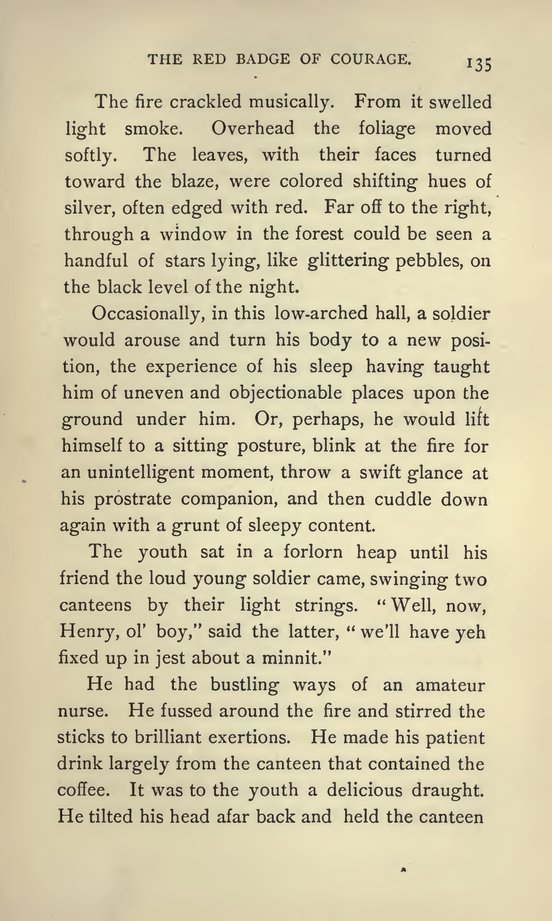 THE RED BADGE OF COURAGE. 135
The fire crackled musically. From it swelled
light smoke. Overhead the foliage moved
softly. The leaves, with their faces turned
toward the blaze, were colored shifting hues of
silver, often edged with red. Far off to the right,
through a window in the forest could be seen a
handful of stars lying, like glittering pebbles, on
the black level of the night.
Occasionally, in this low-arched hall, a soldier
would arouse and turn his body to a new posi-
tion, the experience of his sleep having taught
him of uneven and objectionable places upon the
ground under him. Or, perhaps, he would lift
himself to a sitting posture, blink at the fire for
an unintelligent moment, throw a swift glance at
his prostrate companion, and then cuddle down
again with a grunt of sleepy content.
The youth sat in a forlorn heap until his
friend the loud young soldier came, swinging two
canteens by their light strings. "Well, now,
Henry, ol' boy," said the latter, "we'll have yeh
fixed up in jest about a minnit."
He had the bustling ways of an amateur
nurse. He fussed around the fire and stirred the
sticks to brilliant exertions. He made his patient
drink largely from the canteen that contained the
coffee. It was to the youth a delicious draught.
He tilted his head afar back and held the canteen